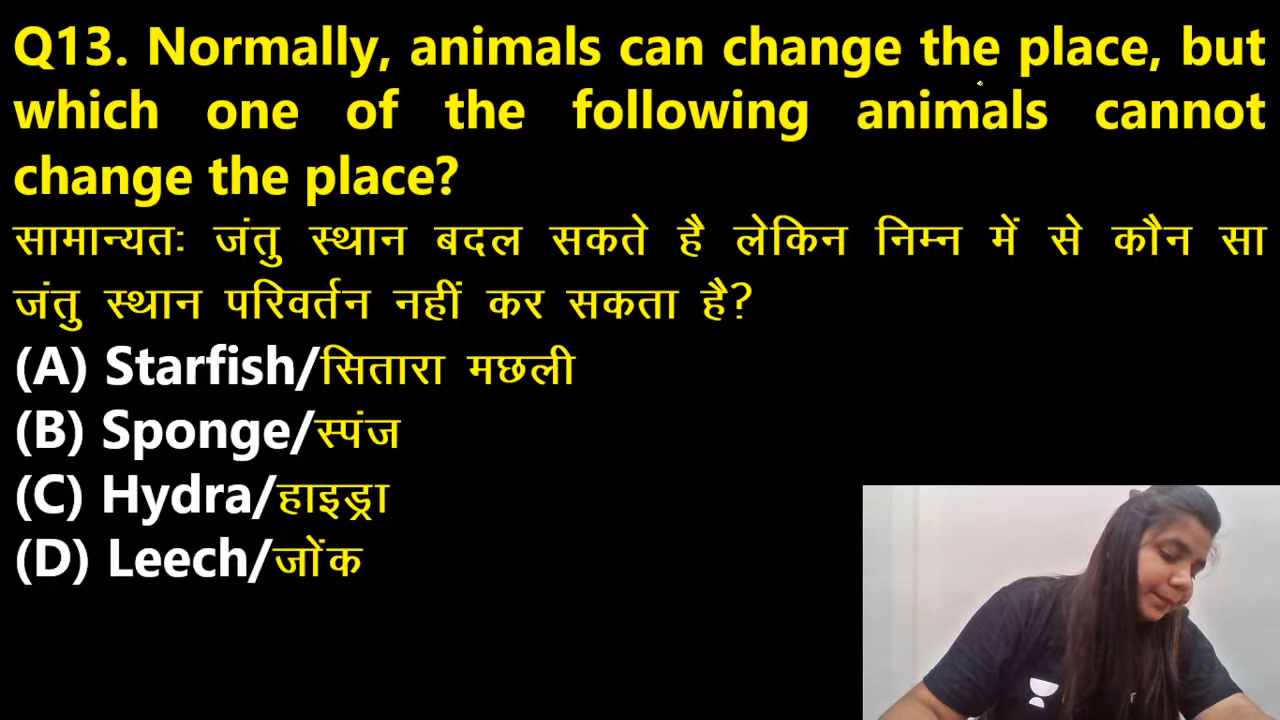 Q13. Normally, animals can change the place, but
which one of the following animals cannot
change the place?
सामान्यतः जंतु स्थान बदल सकते है लेकिन निम्न में से कौन सा
जंतु स्थान परिवर्तन नहीं कर सकता है?
(A) Starfish/सितारा मछली
(B) Sponge/स्पंज
(C) Hydra/हाइड्रा
(D) Leech/जोंक